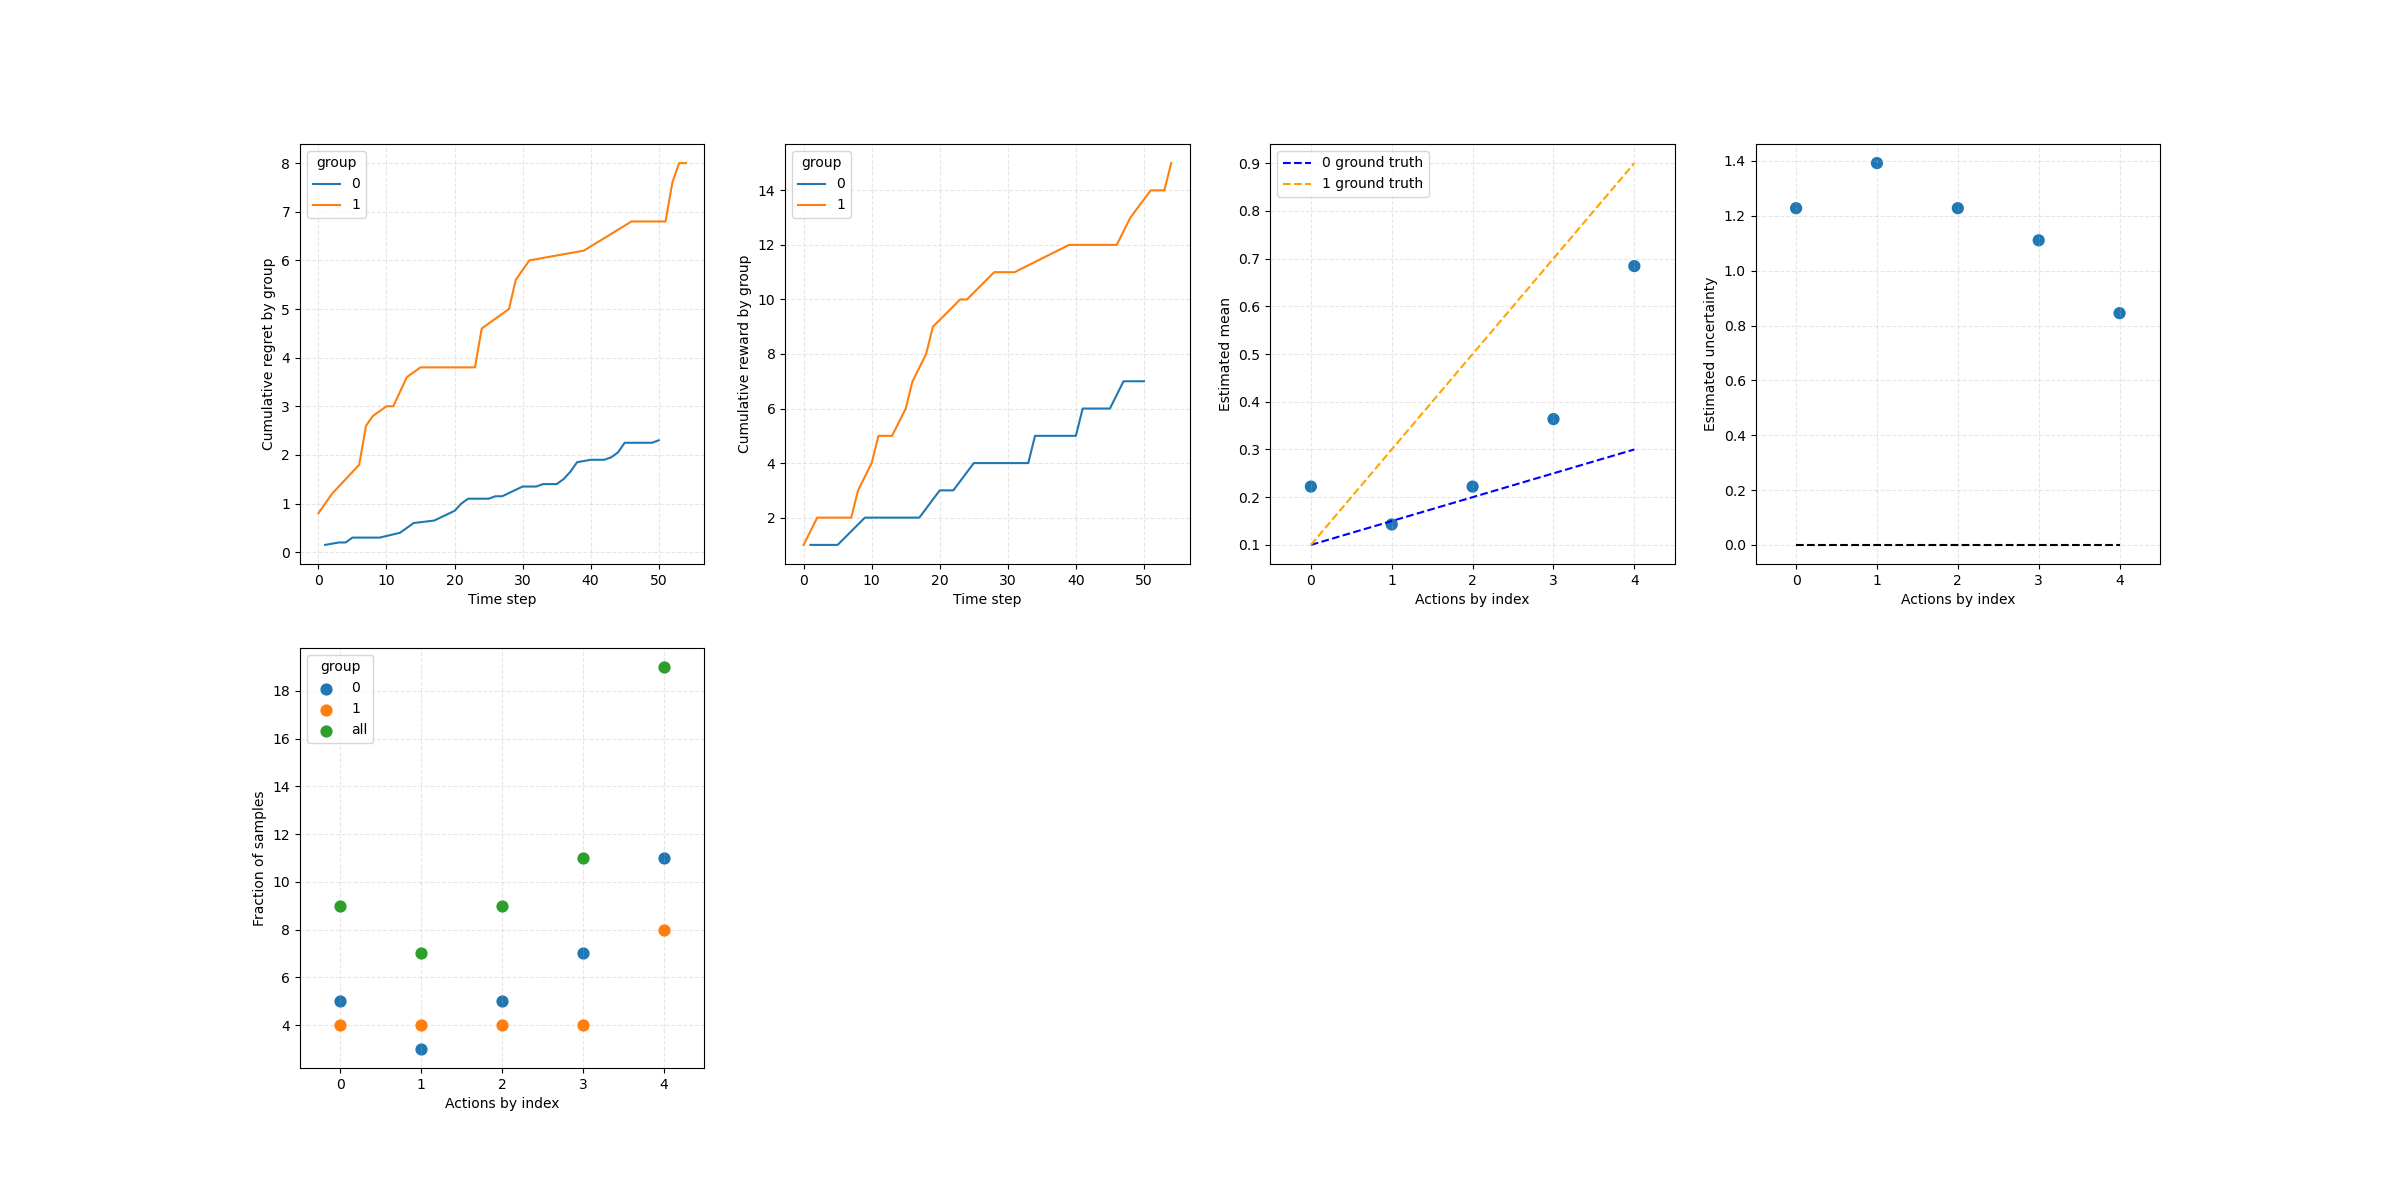 Cumulative regret by group
8
7
6
5
4
3
2
1
0
group
0
1
0 10 20 30 40 50
Time step
Cumulative reward by group
14
12
10
8
6
4
2
group
0
1
0 10 20 30 40 50
Time step
Estimated mean
0.9
0.8
0.7
0.6
0.5
0.4
0.3
0.2
0.1
0 ground truth
1 ground truth
0 1 2 3 4
Actions by index
Estimated uncertainty
1.4
1.2
1.0
0.8
0.6
0.4
0.2
0.0
0 1 2 3 4
Actions by index
Fraction of samples
18
16
14
12
10
8
6
4
group
0
1
all
0 1 2 3 4
Actions by index